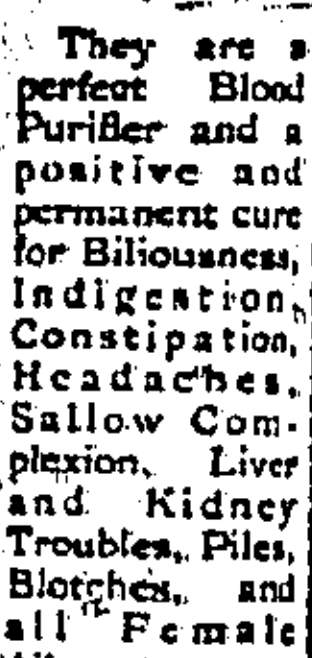 They are a
perfect Blood
Purifier and a
positive and
permanent cure
for Biliousness,
Indigestion,
Constipation,
Headaches,
Sallow Com-
plexion, Liver
and Kidney
Troubles, Piles,
Blotches, and
all Female